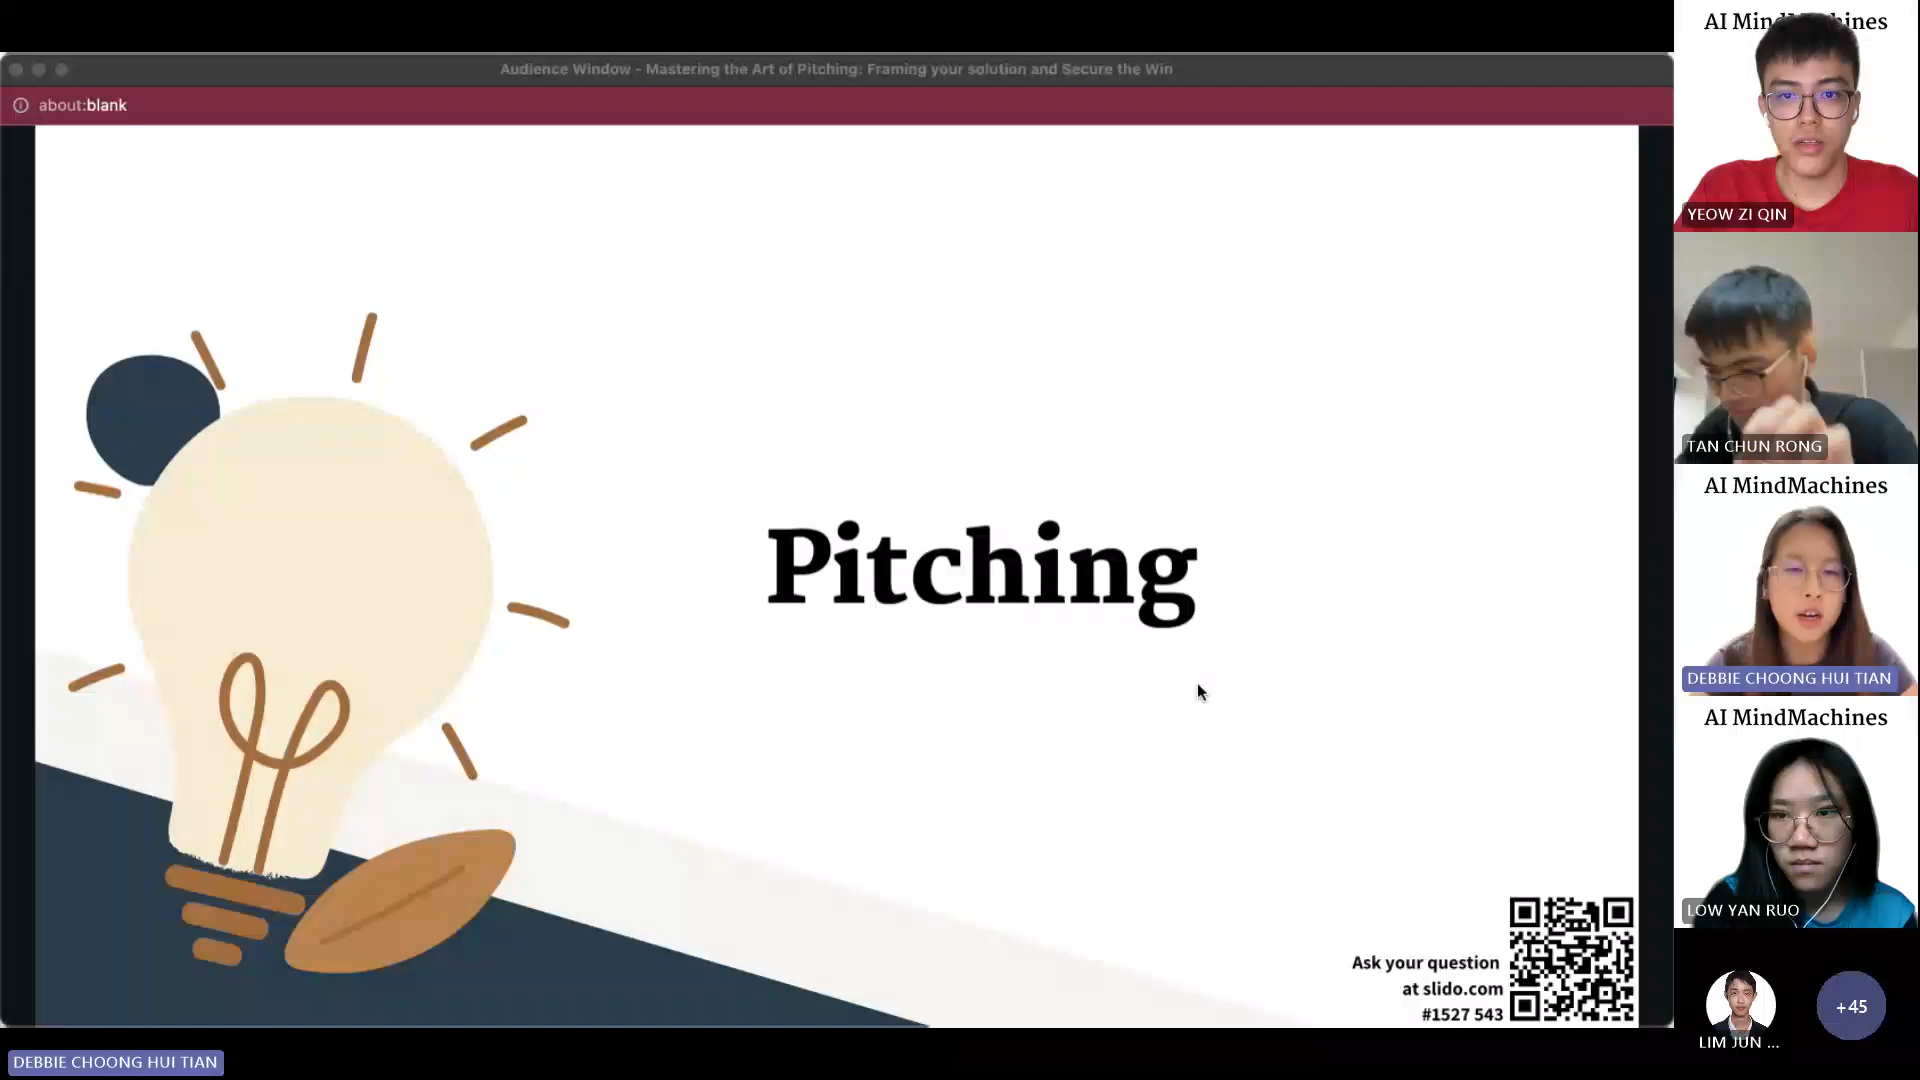 Audience Window - Mastering the Art of Pitching: Framing your solution and Secure the Win
about:blank
Pitching
Ask your question
at slido.com
#1527 543
AI MindMachines
YEOW ZI QIN
TAN CHUN RONG
AI MindMachines
DEBBIE CHOONG HUI TIAN
AI MindMachines
LOW YAN RUO
LIM JUN ...
+45
DEBBIE CHOONG HUI TIAN